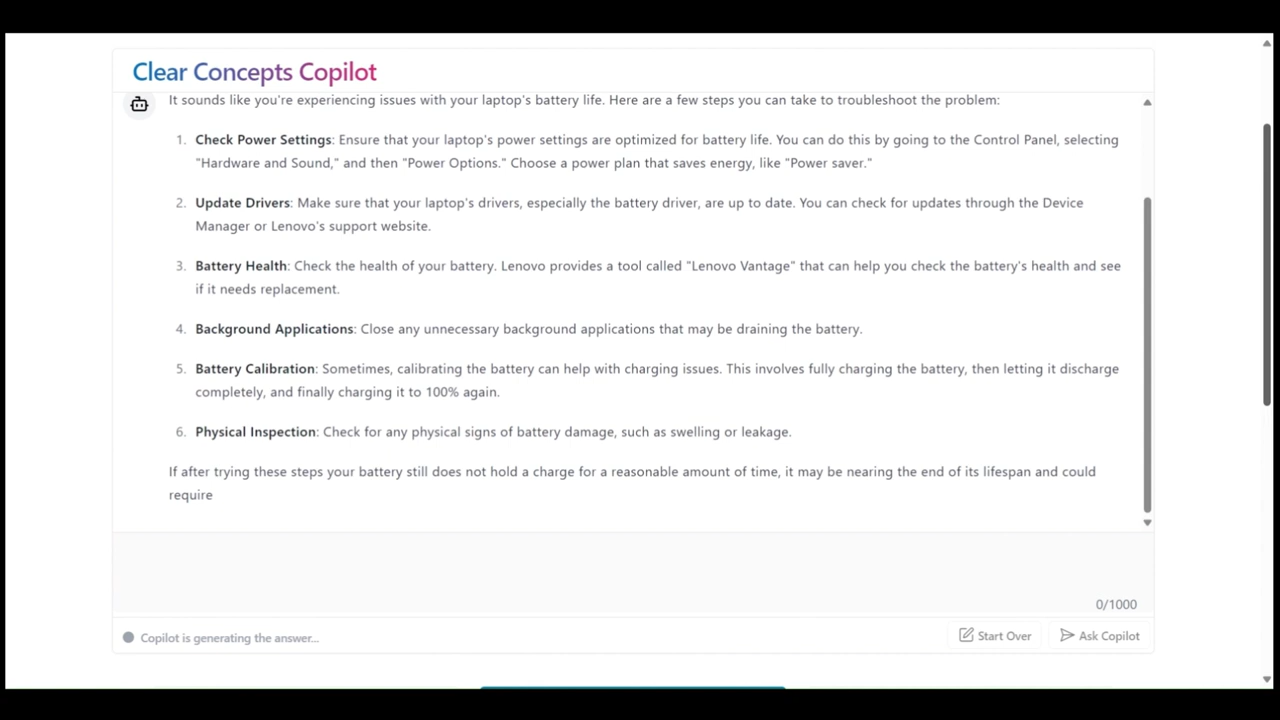 Clear Concepts Copilot
It sounds like you're experiencing issues with your laptop's battery life. Here are a few steps you can take to troubleshoot the problem:
1. Check Power Settings: Ensure that your laptop's power settings are optimized for battery life. You can do this by going to the Control Panel, selecting
"Hardware and Sound," and then "Power Options." Choose a power plan that saves energy, like "Power saver."
2. Update Drivers: Make sure that your laptop's drivers, especially the battery driver, are up to date. You can check for updates through the Device
Manager or Lenovo's support website.
3. Battery Health: Check the health of your battery. Lenovo provides a tool called "Lenovo Vantage" that can help you check the battery's health and see
if it needs replacement.
4. Background Applications: Close any unnecessary background applications that may be draining the battery.
5. Battery Calibration: Sometimes, calibrating the battery can help with charging issues. This involves fully charging the battery, then letting it discharge
completely, and finally charging it to 100% again.
6. Physical Inspection: Check for any physical signs of battery damage, such as swelling or leakage.
If after trying these steps your battery still does not hold a charge for a reasonable amount of time, it may be nearing the end of its lifespan and could
require
0/1000
Copilot is generating the answer...
Start Over
Ask Copilot